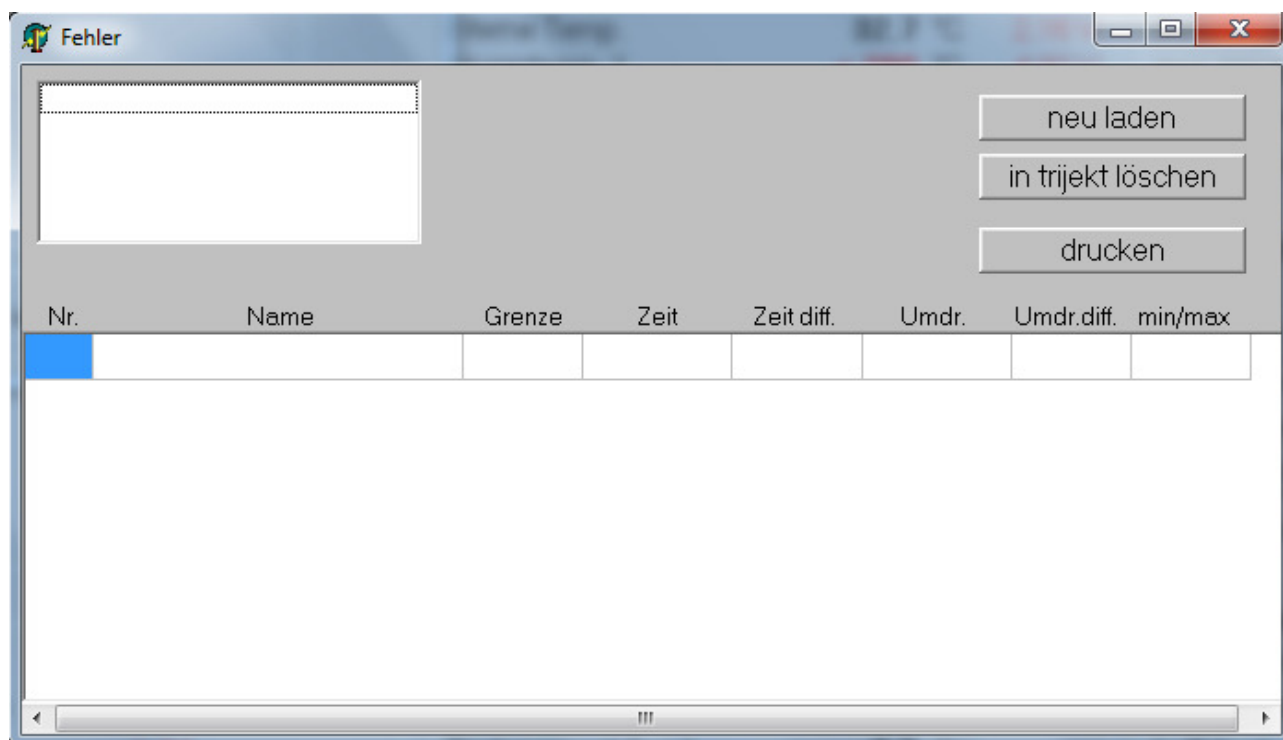 Fehler
neu laden
in trijekt löschen
drucken
Nr. Name Grenze Zeit Zeit diff. Umdr. Umdr.diff. min/max